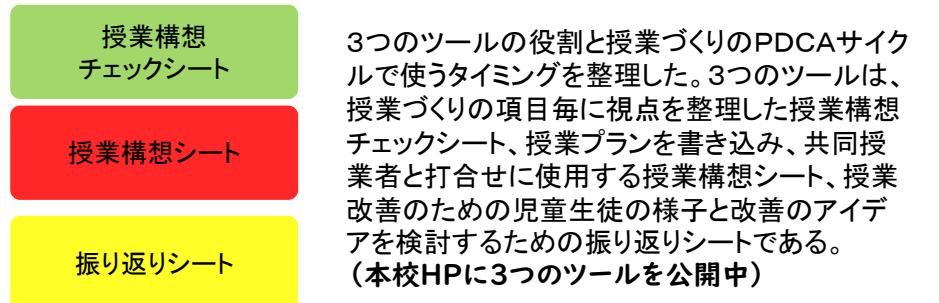 授業構想
チェックシート
授業構想シート
振り返りシート
３つのツールの役割と授業づくりのＰＤＣＡサイク
ルで使うタイミングを整理した。３つのツールは、
授業づくりの項目毎に視点を整理した授業構想
チェックシート、授業プランを書き込み、共同授
業者と打合せに使用する授業構想シート、授業
改善のための児童生徒の様子と改善のアイデ
アを検討するための振り返りシートである。
（本校HPに３つのツールを公開中）